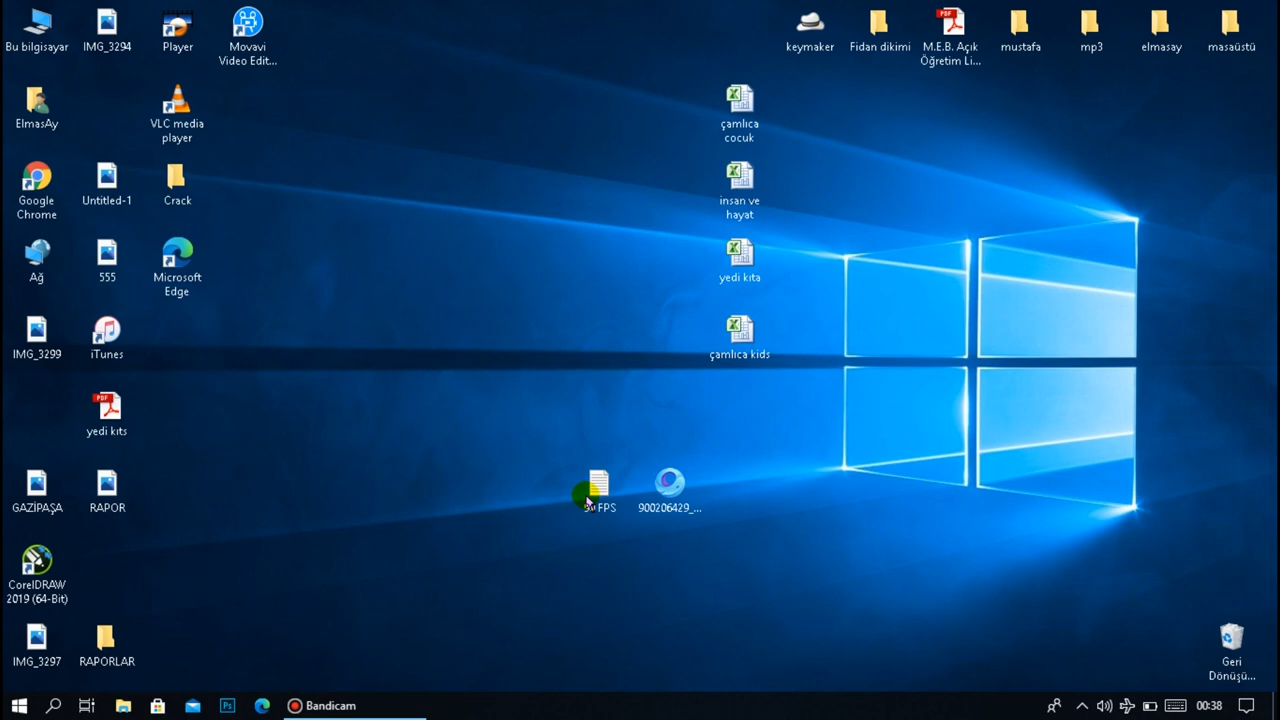 Bu bilgisayar
IMG_3294
Player
Movavi
Video Edit...
keymaker
Fidan dikimi
M.E.B. Açık
Öğretim Li...
mustafa
mp3
elmasay
masaüstü
ElmasAy
VLC media
player
çamlıca
cocuk
Google
Chrome
Untitled-1
Crack
insan ve
hayat
Ağ
555
Microsoft
Edge
yedi kıta
IMG_3299
iTunes
çamlıca kids
PDF
yedi kıts
GAZİPAŞA
RAPOR
FPS
900206429_...
CorelDRAW
2019 (64-Bit)
IMG_3297
RAPORLAR
Geri
Dönüşü...
Ps
Bandicam
00:38